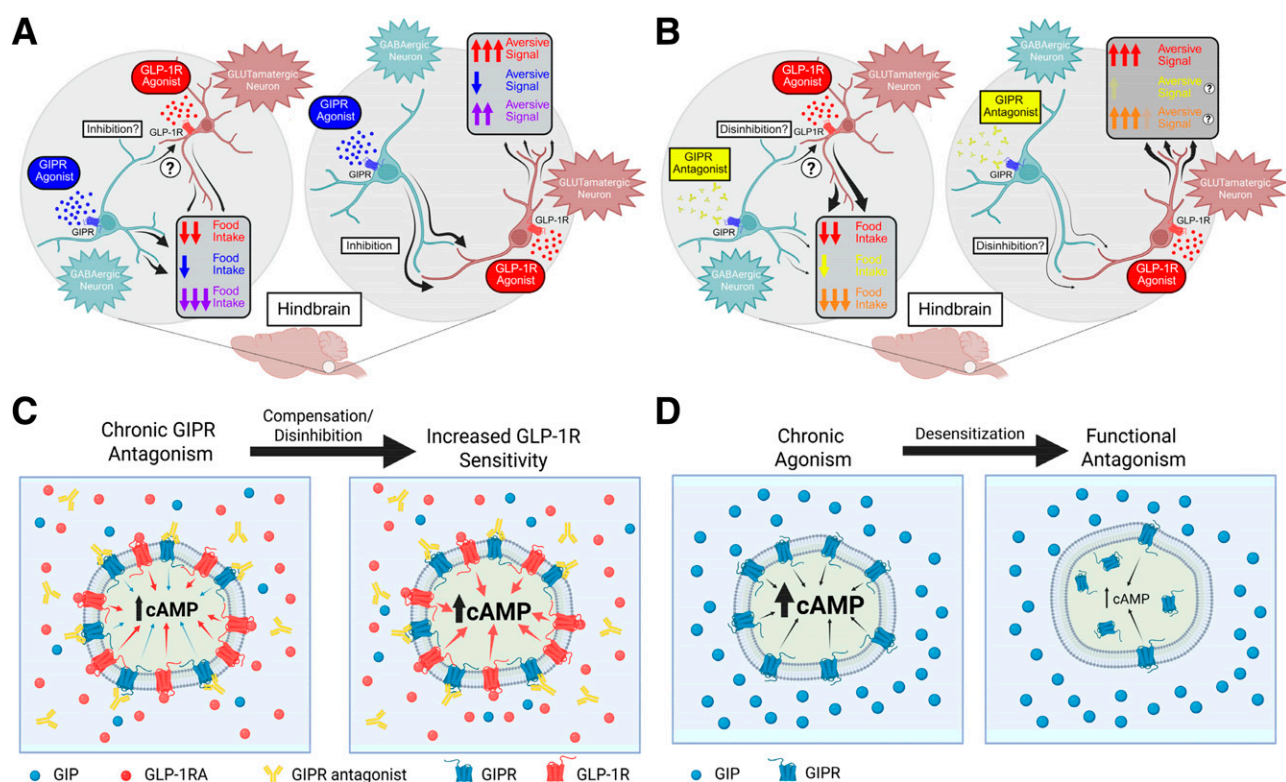 A
GABAergic
Neuron
GLP-1R
Agonist
GLUTamatergic
Neuron
Aversive
Signal
Aversive
Signal
Aversive
Signal
GIPR
Agonist
Inhibition?
GLP-1R
?
GIPR
Agonist
GIPR
GIPR
GLUTamatergic
Neuron
GLP-1R
Food
Intake
Food
Intake
Food
Intake
Inhibition
GABAergic
Neuron
GLP-1R
Agonist
Hindbrain
B
GABAergic
Neuron
GLP-1R
Agonist
GLUTamatergic
Neuron
Aversive
Signal
Aversive
Signal
?
Aversive
Signal
?
GIPR
Antagonist
Disinhibition?
GLP1R
?
GIPR
Antagonist
GIPR
GIPR
GLUTamatergic
Neuron
GLP-1R
Food
Intake
Food
Intake
Food
Intake
Disinhibition?
GABAergic
Neuron
GLP-1R
Agonist
Hindbrain
C
Chronic GIPR
Antagonism
Compensation/
Disinhibition
Increased GLP-1R
Sensitivity
cAMP
cAMP
GIP
GLP-1RA
GIPR antagonist
GIPR
GLP-1R
D
Chronic
Agonism
Desensitization
Functional
Antagonism
cAMP
cAMP
GIP
GIPR